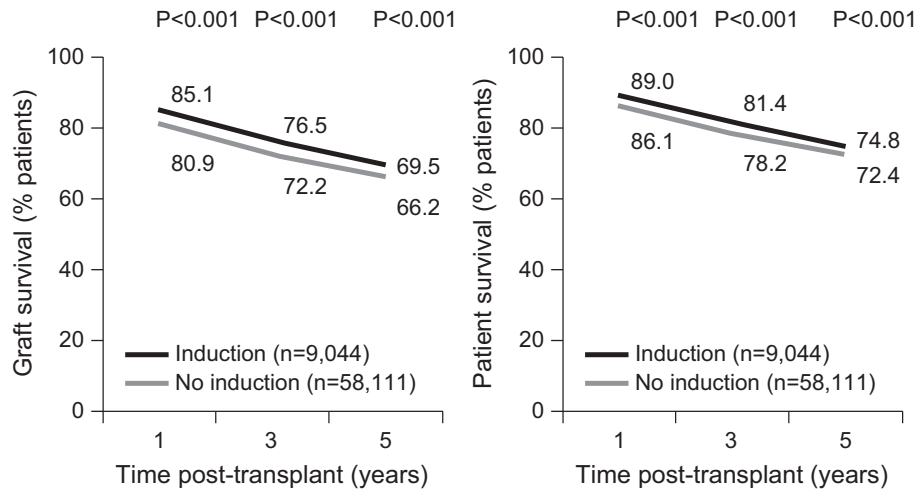 P<0.001 P<0.001 P<0.001
100
80
60
40
20
0
Graft survival (% patients)
85.1
76.5
69.5
80.9
72.2
66.2
Induction (n=9,044)
No induction (n=58,111)
1 3 5
Time post-transplant (years)
P<0.001 P<0.001 P<0.001
100
80
60
40
20
0
Patient survival (% patients)
89.0
81.4
74.8
86.1
78.2
72.4
Induction (n=9,044)
No induction (n=58,111)
1 3 5
Time post-transplant (years)